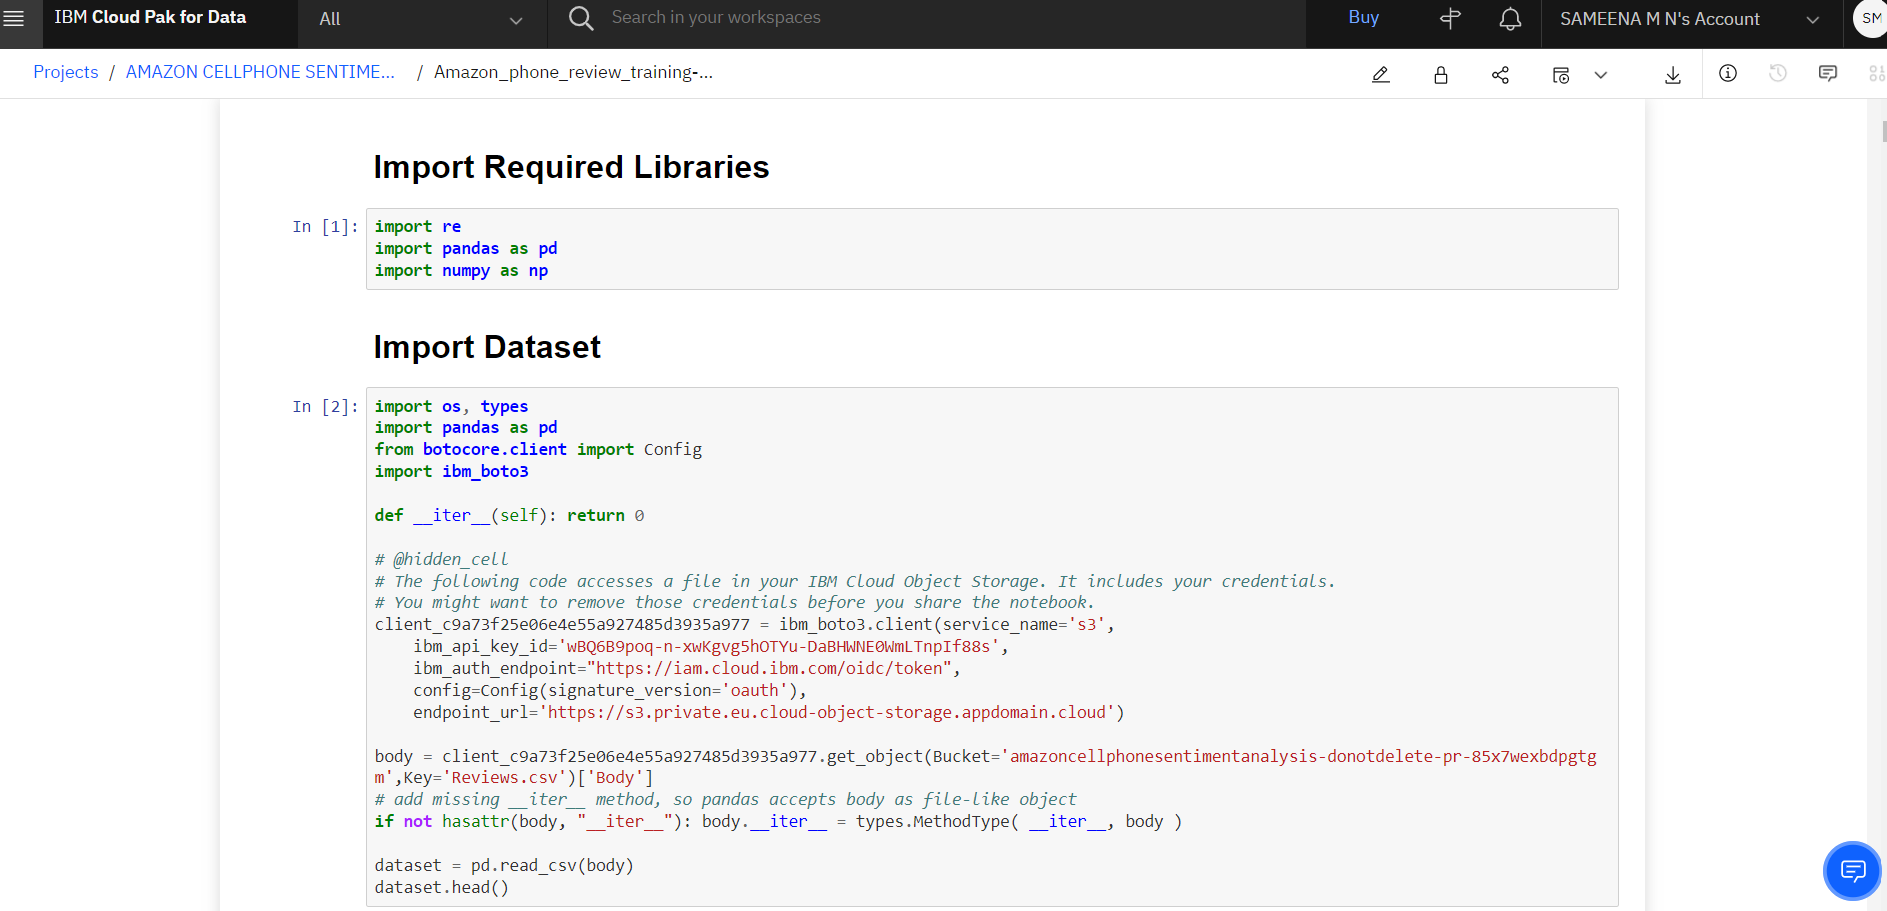 IBM Cloud Pak for Data
All
Search in your workspaces
Buy
SAMEENA M N's Account
SM
Projects / AMAZON CELLPHONE SENTIME... / Amazon_phone_review_training-...
Import Required Libraries
In [1]:
import re
import pandas as pd
import numpy as np
Import Dataset
In [2]:
import os, types
import pandas as pd
from botocore.client import Config
import ibm_boto3
def __iter__(self): return 0
# @hidden_cell
# The following code accesses a file in your IBM Cloud Object Storage. It includes your credentials.
# You might want to remove those credentials before you share the notebook.
client_c9a73f25e06e4e55a927485d3935a977 = ibm_boto3.client(service_name='s3',
ibm_api_key_id='wBQ6B9poq-n-xwKgvg5hOTYu-DaBHWNE0WmLTnpIf88s',
ibm_auth_endpoint="https://iam.cloud.ibm.com/oidc/token",
config=Config(signature_version='oauth'),
endpoint_url='https://s3.private.eu.cloud-object-storage.appdomain.cloud')
body = client_c9a73f25e06e4e55a927485d3935a977.get_object(Bucket='amazoncellphonesentimentanalysis-donotdelete-pr-85x7wexbdpgtg
m',Key='Reviews.csv')['Body']
# add missing __iter__ method, so pandas accepts body as file-like object
if not hasattr(body, "__iter__"): body.__iter__ = types.MethodType( __iter__, body )
dataset = pd.read_csv(body)
dataset.head()